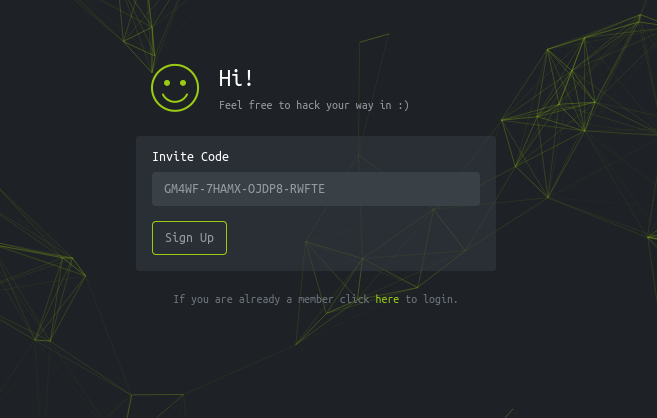 Hi!
Feel free to hack your way in :)
Invite Code
GM4WF-7HAMX-OJDP8-RWFTE
Sign Up
If you are already a member click here to login.